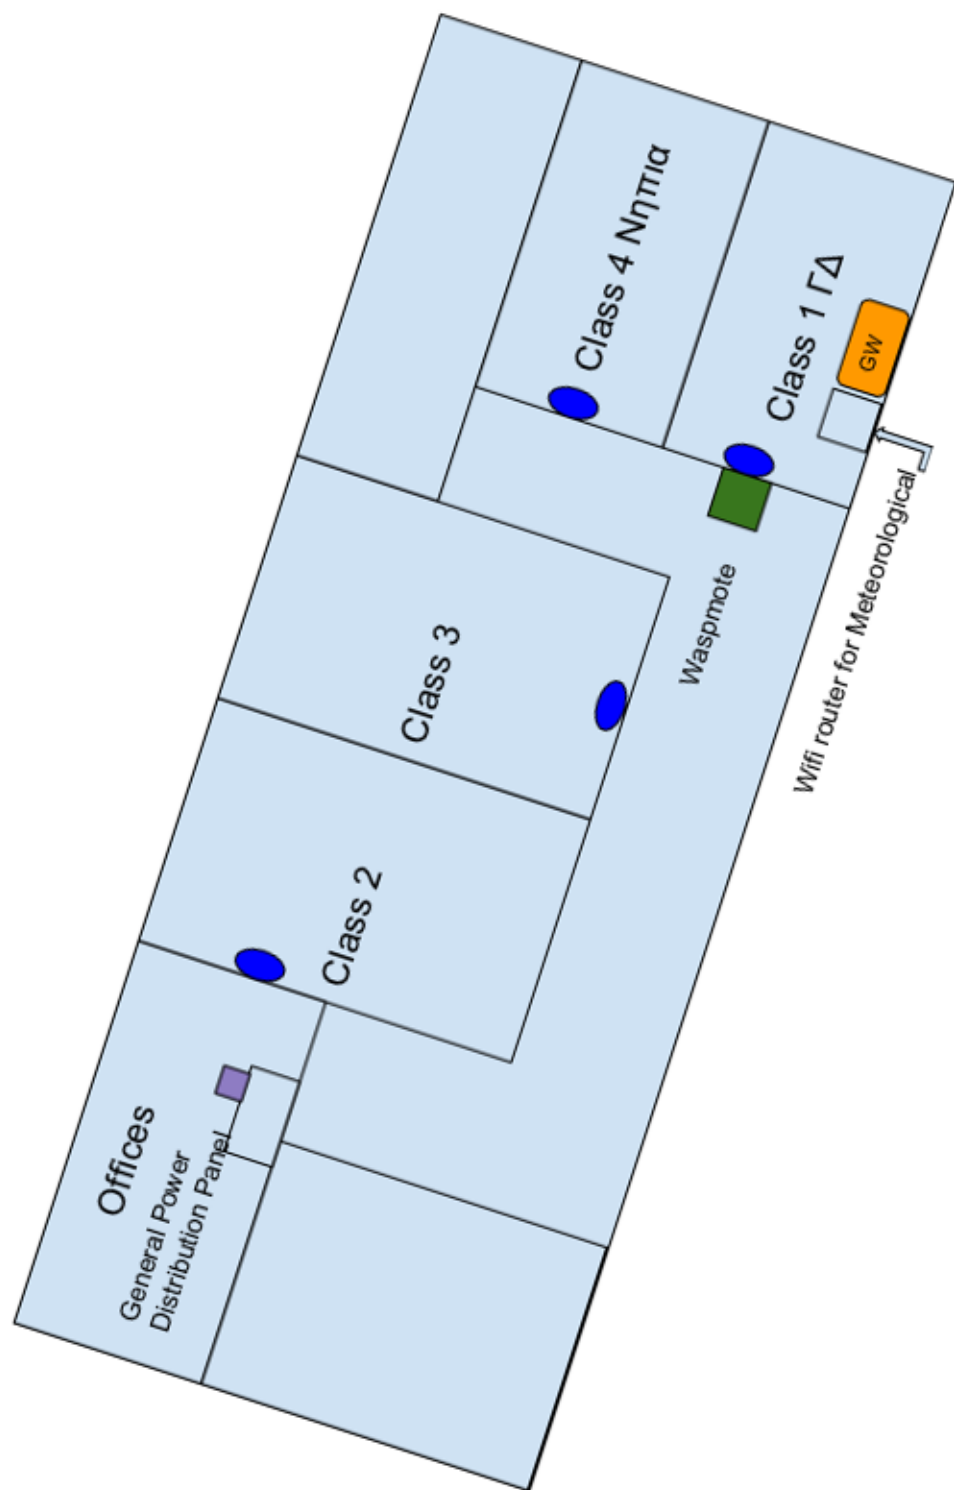 Class 4 Νηπια
Class 1 ΓΔ
GW
Wifi router for Meteorological
Waspmote
Class 3
Class 2
Offices
General Power
Distribution Panel